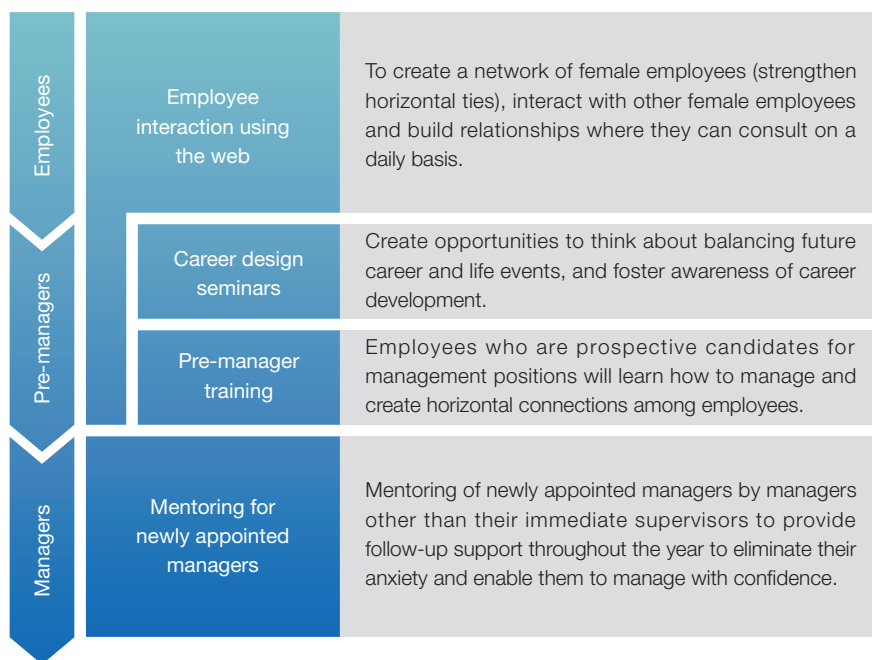 Employees
Employee
interaction using
the web
To create a network of female employees (strengthen
horizontal ties), interact with other female employees
and build relationships where they can consult on a
daily basis.
Pre-managers
Career design
seminars
Create opportunities to think about balancing future
career and life events, and foster awareness of career
development.
Pre-manager
training
Employees who are prospective candidates for
management positions will learn how to manage and
create horizontal connections among employees.
Managers
Mentoring for
newly appointed
managers
Mentoring of newly appointed managers by managers
other than their immediate supervisors to provide
follow-up support throughout the year to eliminate their
anxiety and enable them to manage with confidence.